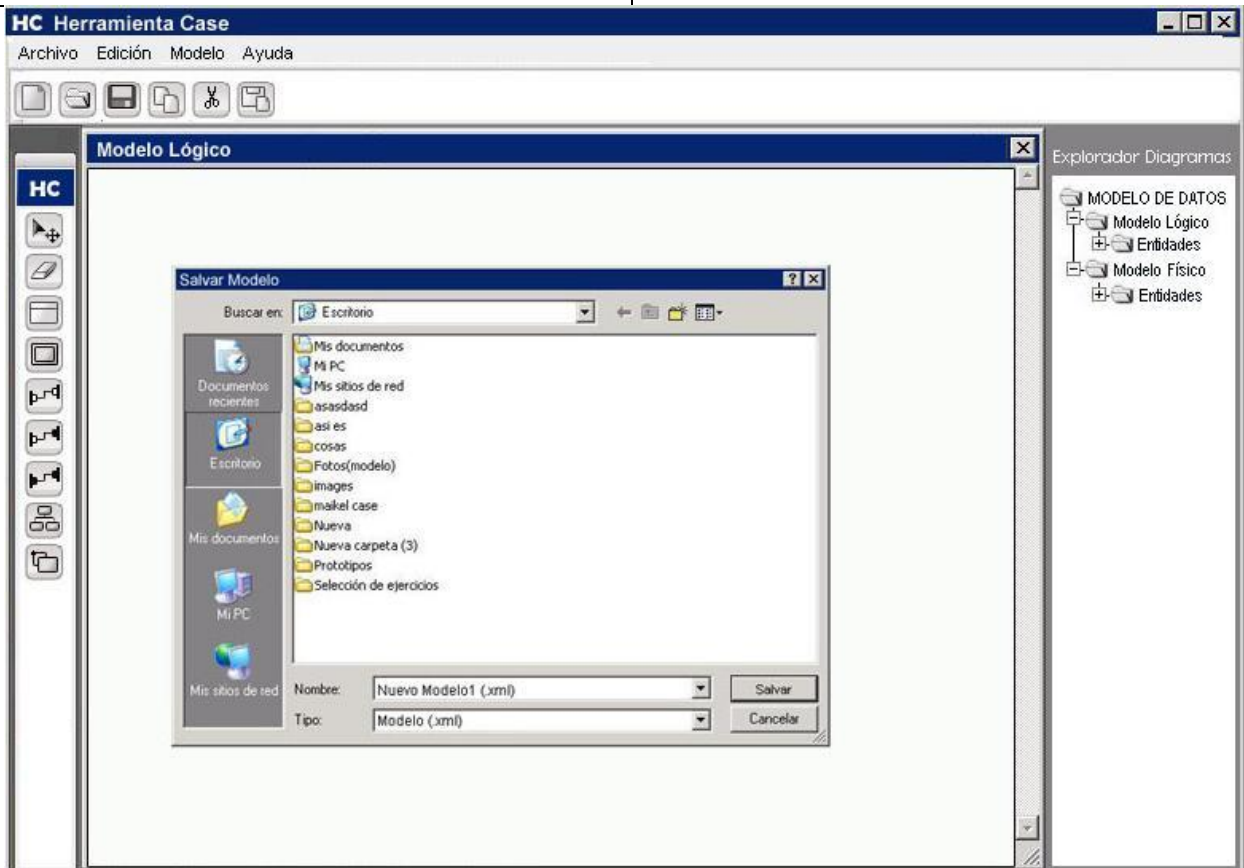 HC Herramienta Case
Archivo Edición Modelo Ayuda
Modelo Lógico
Explorador Diagramas
HC
MODELO DE DATOS
Modelo Lógico
Entidades
Modelo Físico
Entidades
Salvar Modelo
Buscar en: Escritorio
Documentos recientes
Escritorio
Mis documentos
Mi PC
Mis sitios de red
Mis documentos
Mi PC
Mis sitios de red
asasdasd
asi es
cosas
Fotos(modelo)
images
maikel case
Nueva
Nueva carpeta (3)
Prototipos
Selección de ejercicios
Nombre: Nuevo Modelo1 (.xml) Salvar
Tipo: Modelo (.xml) Cancelar